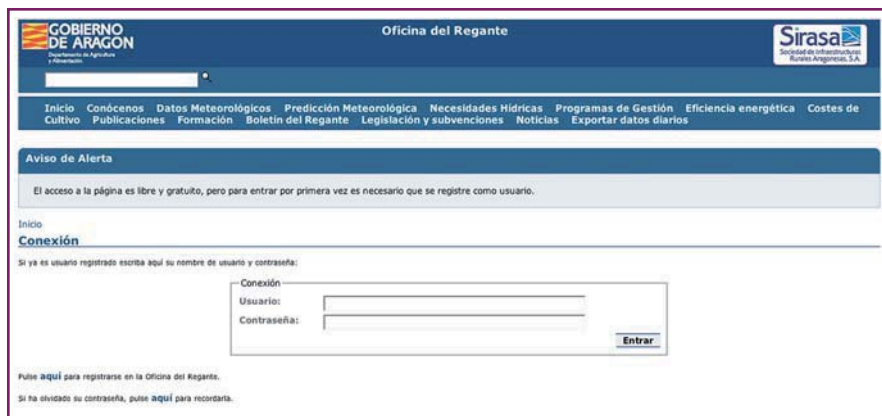 GOBIERNO
DE ARAGON
Departamento de Agricultura
y Alimentación
Oficina del Regante
Sirasa
Sociedad de Infraestructuras
Rurales Aragonesas, S.A.
Inicio Conócenos Datos Meteorológicos Predicción Meteorológica Necesidades Hídricas Programas de Gestión Eficiencia energética Costes de
Cultivo Publicaciones Formación Boletín del Regante Legislación y subvenciones Noticias Exportar datos diarios
Aviso de Alerta
El acceso a la página es libre y gratuito, pero para entrar por primera vez es necesario que se registre como usuario.
Inicio
Conexión
Si ya es usuario registrado escriba aquí su nombre de usuario y contraseña:
Conexión
Usuario:
Contraseña:
Entrar
Pulse aquí para registrarse en la Oficina del Regante.
Si ha olvidado su contraseña, pulse aquí para recordarla.